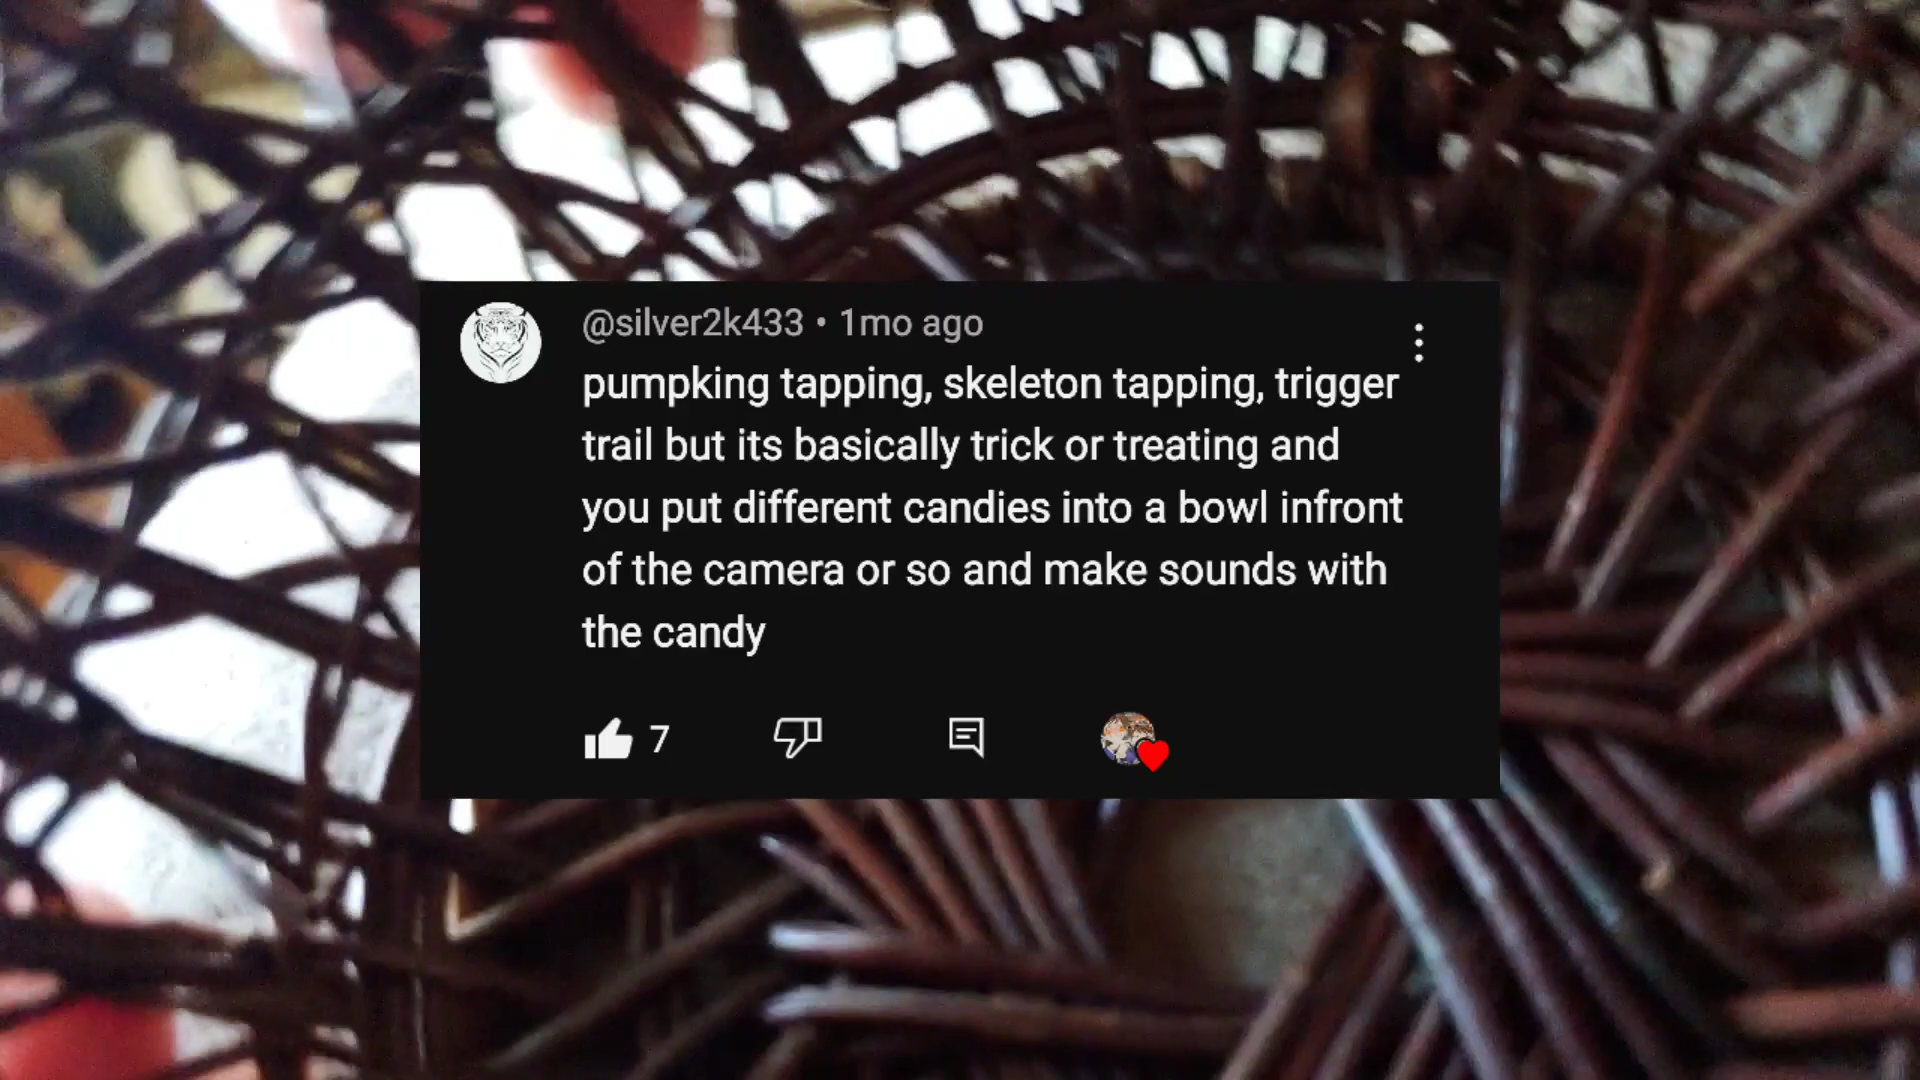 @silver2k433 • 1mo ago
pumpking tapping, skeleton tapping, trigger
trail but its basically trick or treating and
you put different candies into a bowl infront
of the camera or so and make sounds with
the candy
7